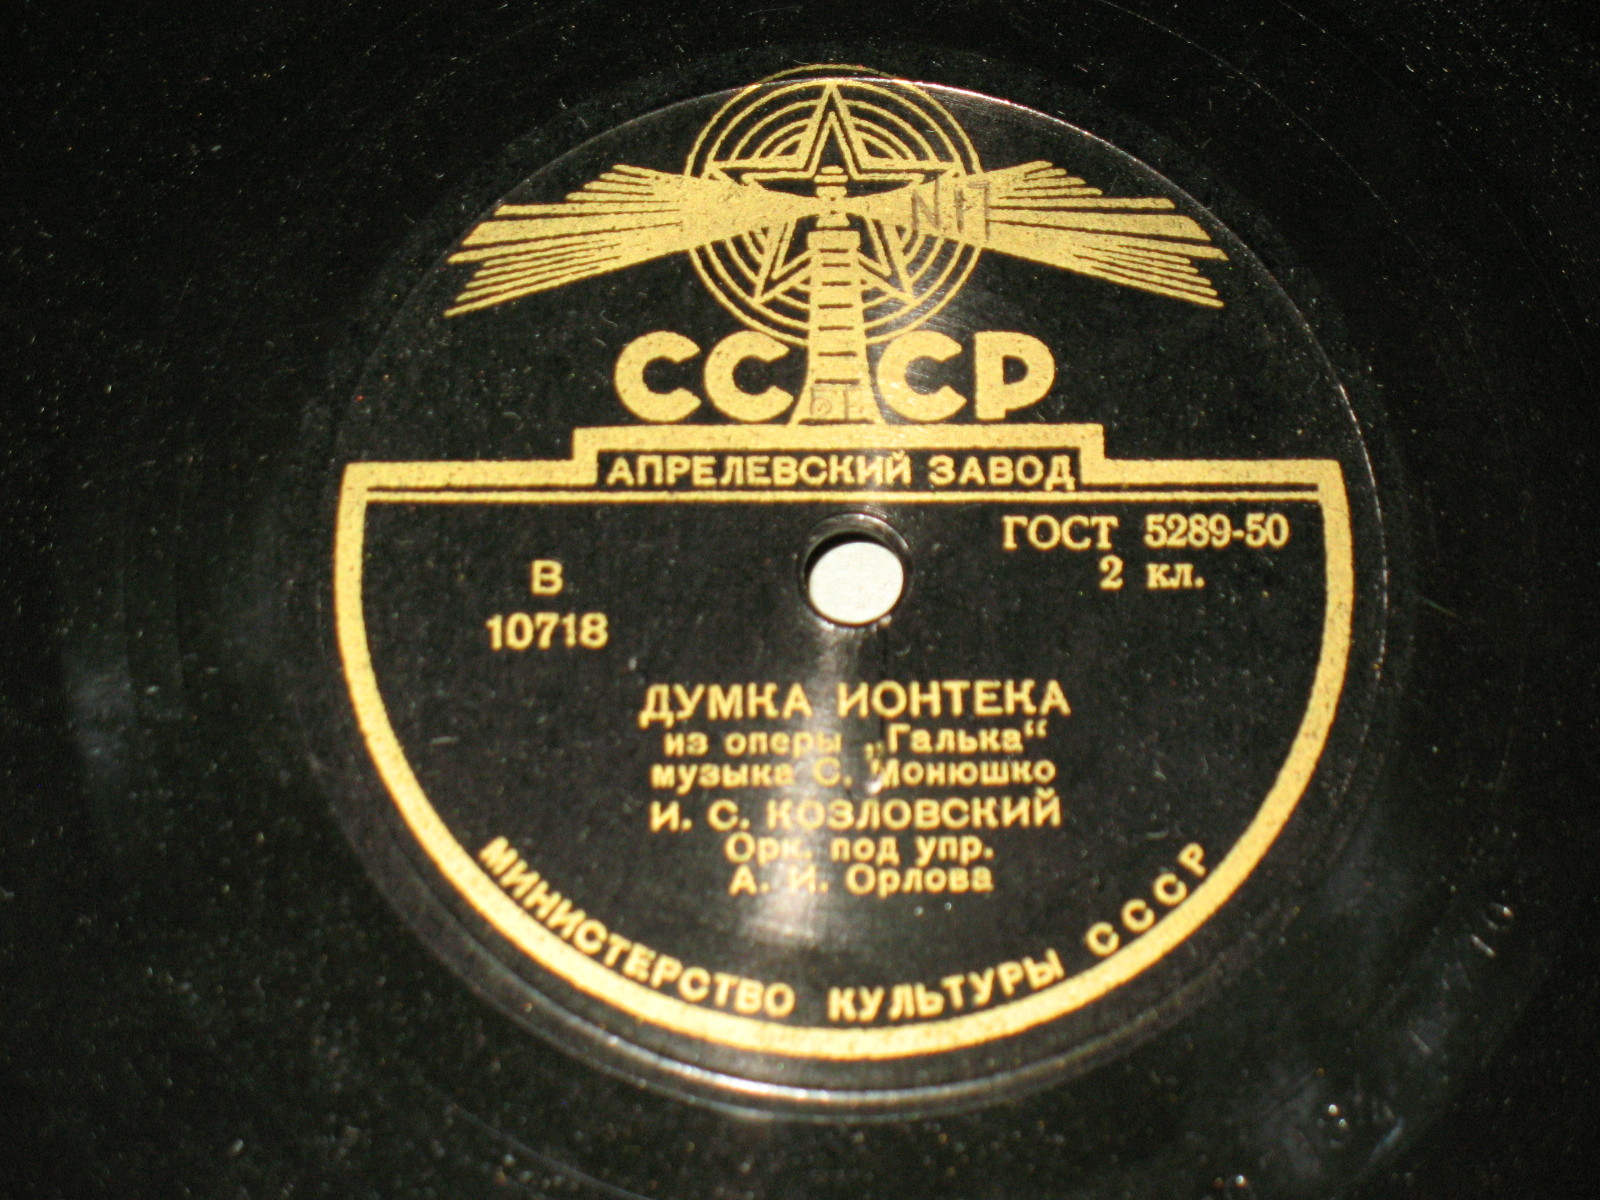 N 17
СССР
АПРЕЛЕВСКИЙ ЗАВОД
ГОСТ 5289-50
2 кл.
В
10718
ДУМКА ИОНТЕКА
из оперы „Галька“
музыка С. Монюшко
И. С. КОЗЛОВСКИЙ
Орк. под упр.
А. И. Орлова
МИНИСТЕРСТВО КУЛЬТУРЫ СССР